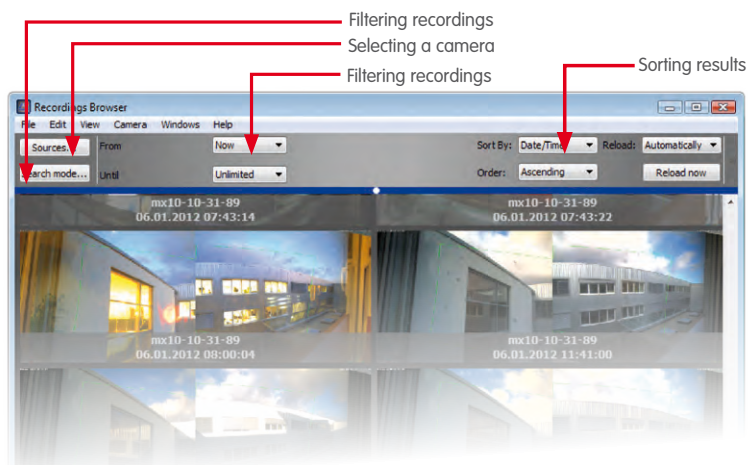 Filtering recordings
Selecting a camera
Filtering recordings
Sorting results
Recordings Browser
File Edit View Camera Windows Help
Sources... From Now Sort By: Date/Time Reload: Automatically
Search mode... Until Unlimited Order: Ascending Reload now
mx10-10-31-89 mx10-10-31-89
06.01.2012 07:43:14 06.01.2012 07:43:22
mx10-10-31-89 mx10-10-31-89
06.01.2012 08:00:04 06.01.2012 11:41:00